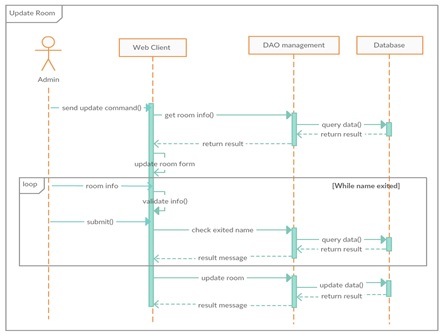 Update Room
Web Client
DAO management
Database
Admin
send update command()
get room info()
query data()
return result
return result
update room form
loop
room info
[While name exited]
validate info()
submit()
check exited name
query data()
return result
result message
update room
update data()
return result
result message